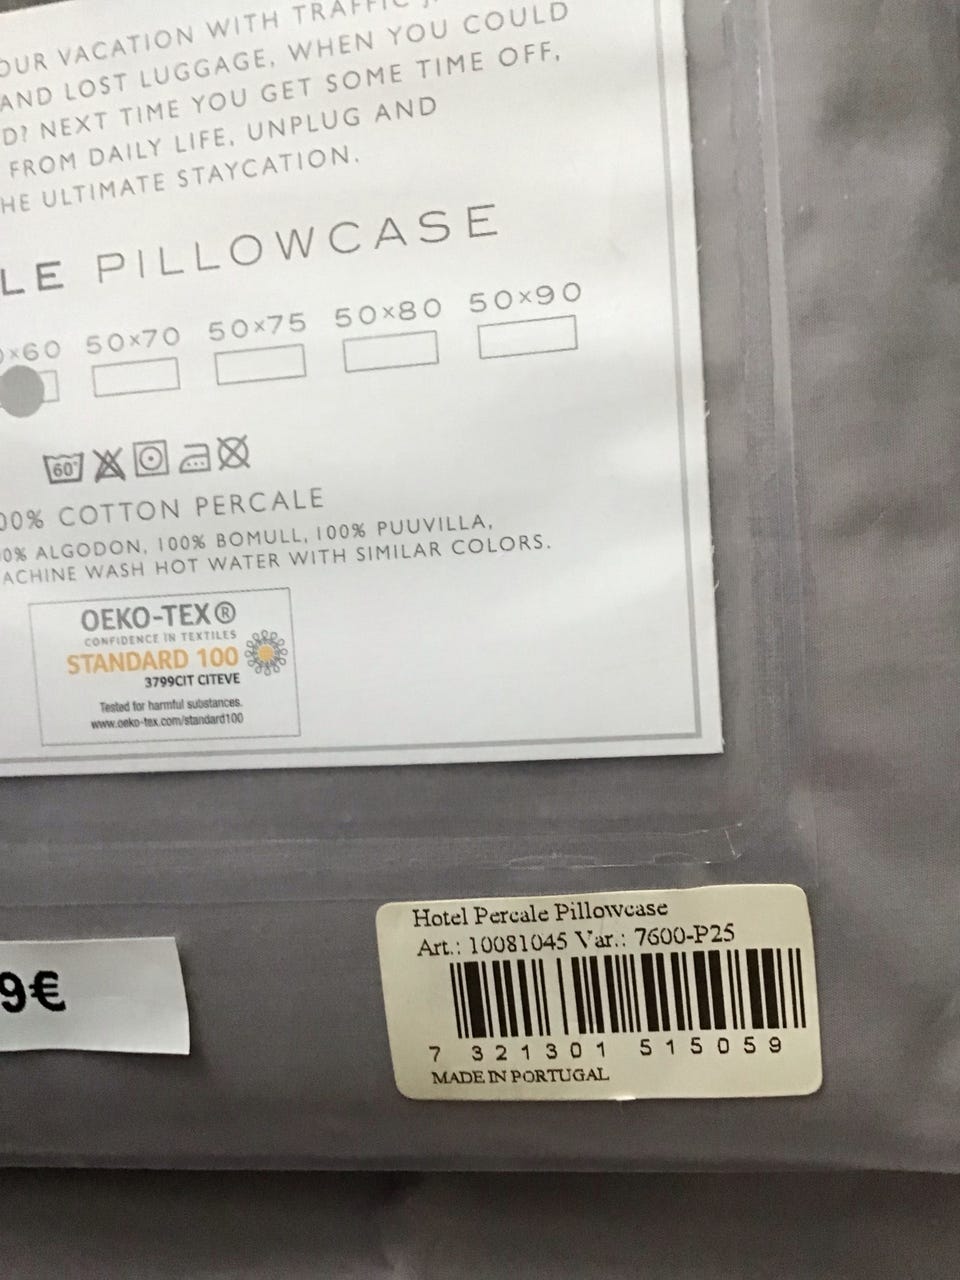 OUR VACATION WITH TRAFFIC
AND LOST LUGGAGE, WHEN YOU COULD
D? NEXT TIME YOU GET SOME TIME OFF,
FROM DAILY LIFE, UNPLUG AND
HE ULTIMATE STAYCATION.
LE PILLOWCASE
×60 50×70 50×75 50×80 50×90
60°
00% COTTON PERCALE
0% ALGODON, 100% BOMULL, 100% PUUVILLA,
ACHINE WASH HOT WATER WITH SIMILAR COLORS.
OEKO-TEX®
CONFIDENCE IN TEXTILES
STANDARD 100
3799CIT CITEVE
Tested for harmful substances.
www.oeko-tex.com/standard100
9€
Hotel Percale Pillowcase
Art.: 10081045 Var.: 7600-P25
7 321301 515059
MADE IN PORTUGAL